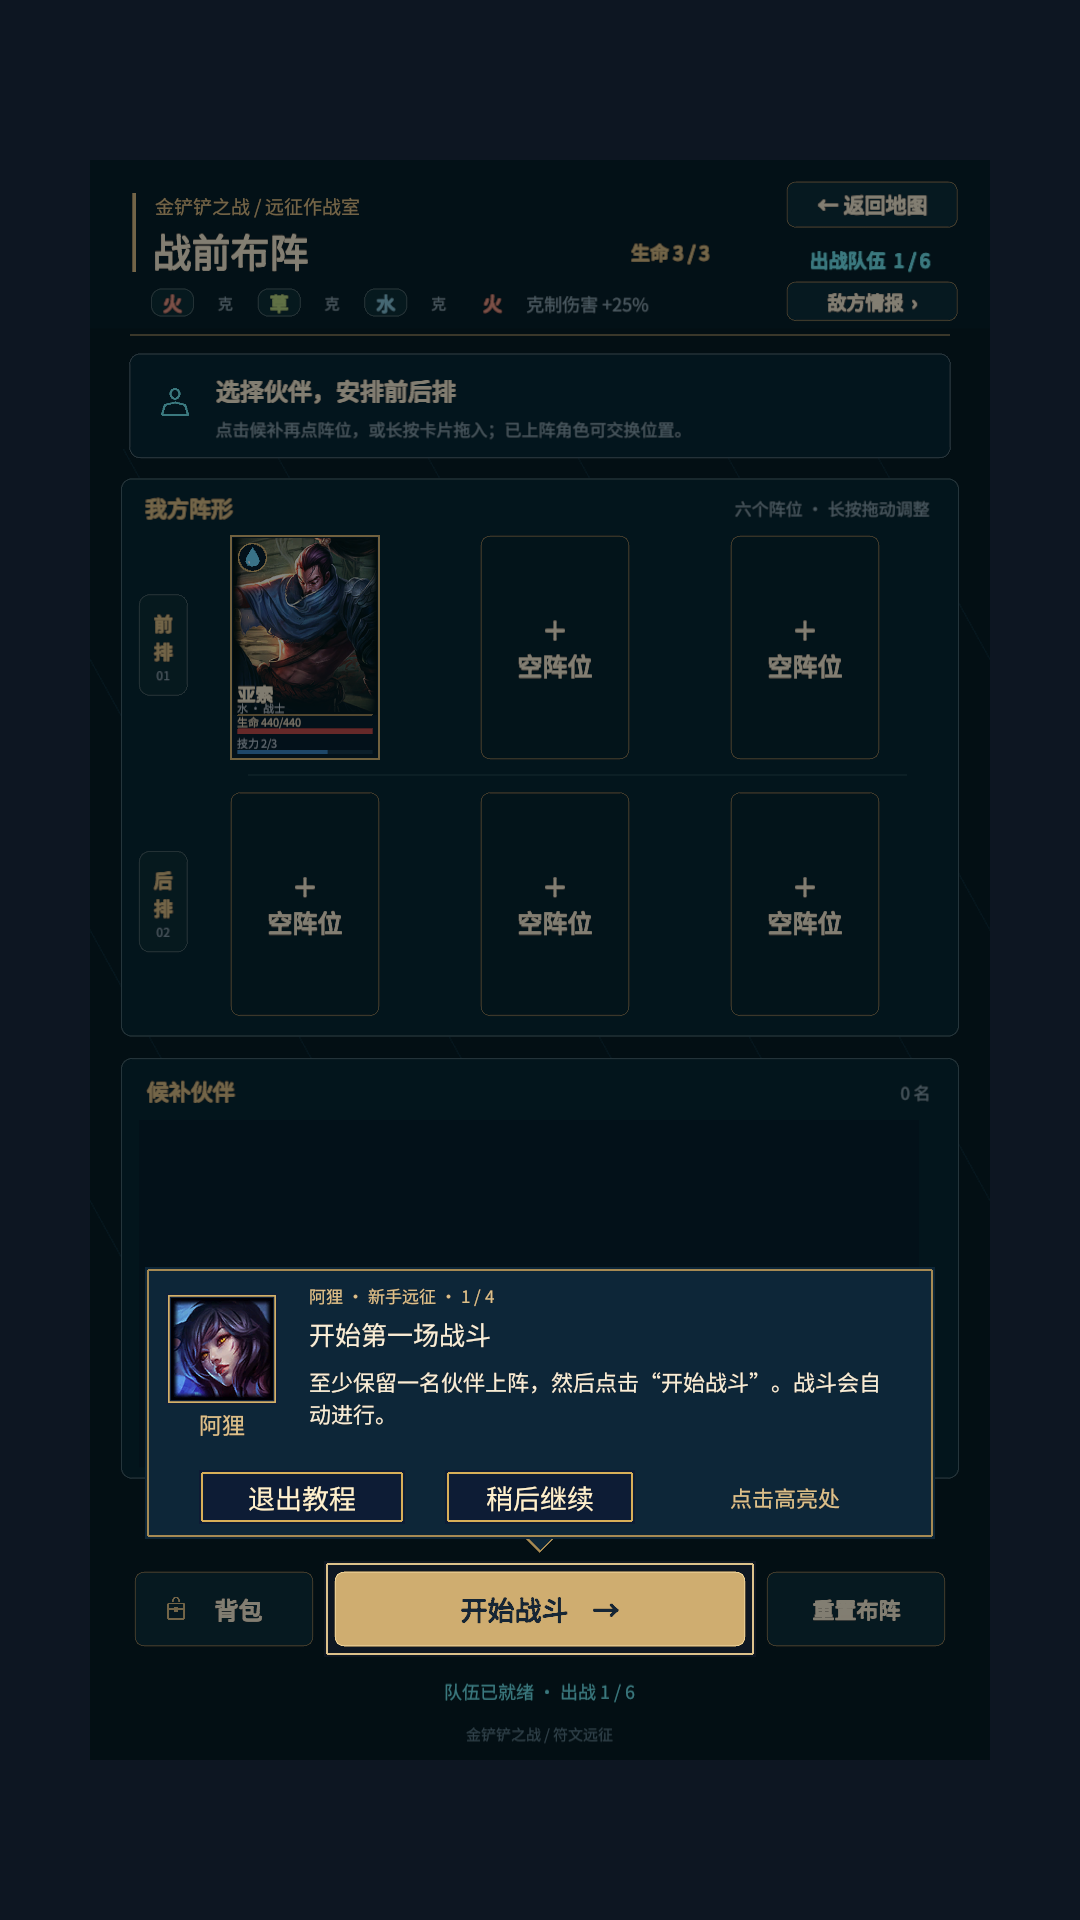 金铲铲之战 / 远征作战室
← 返回地图
战前布阵
生命 3 / 3
出战队伍 1 / 6
火 克 草 克 水 克 火 克制伤害 +25%
敌方情报 ›
选择伙伴，安排前后排
点击候补再点阵位，或长按卡片拖入；已上阵角色可交换位置。
我方阵形
六个阵位 · 长按拖动调整
前排
01
亚索
水 · 战士
生命 440/440
技力 2/3
+
空阵位
+
空阵位
后排
02
+
空阵位
+
空阵位
+
空阵位
候补伙伴
0 名
阿狸 · 新手远征 · 1 / 4
开始第一场战斗
至少保留一名伙伴上阵，然后点击“开始战斗”。战斗会自
动进行。
阿狸
退出教程
稍后继续
点击高亮处
背包
开始战斗 →
重置布阵
队伍已就绪 · 出战 1 / 6
金铲铲之战 / 符文远征